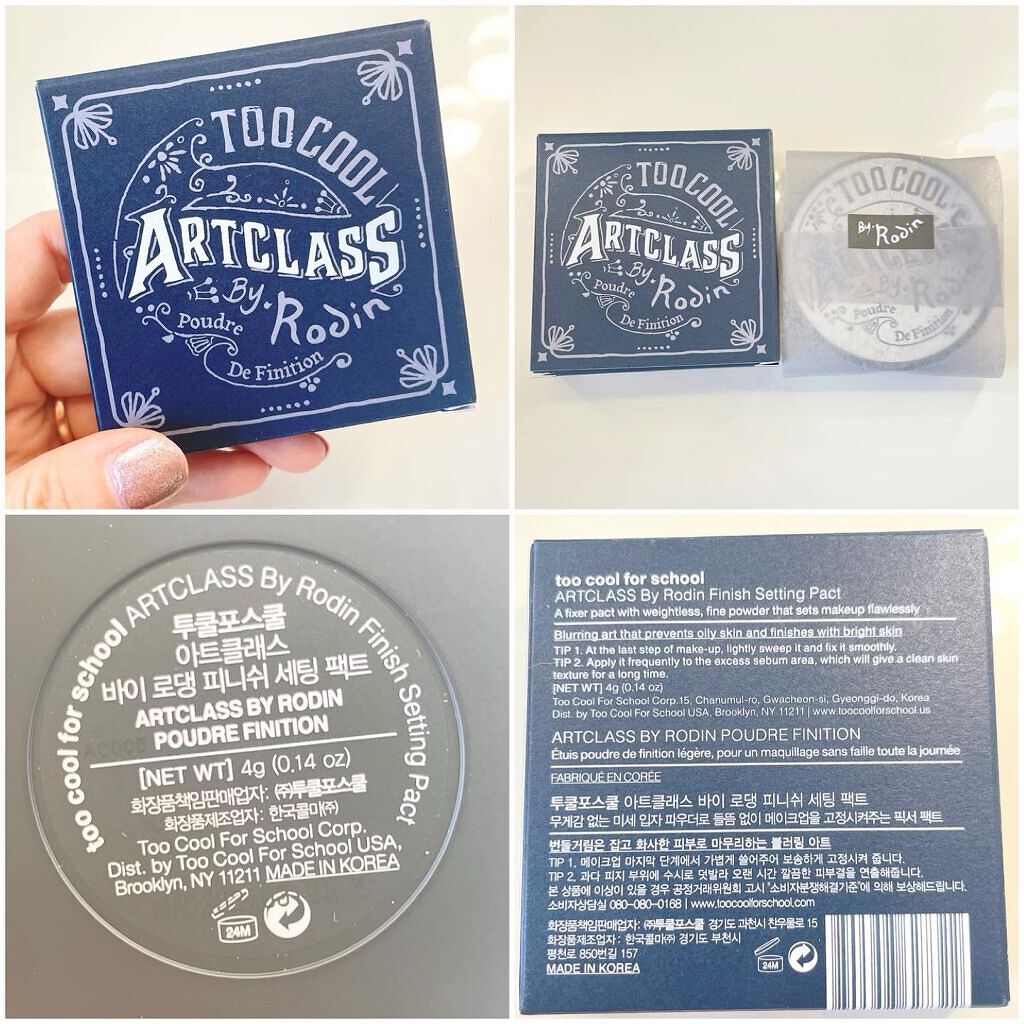 TOO COOL
ARTCLASS
By. Rodin
Poudre
De Finition
TOO COOL
ARTCLASS
By. Rodin
Poudre
De Finition
TOO COOL
By. Rodin
ARTCLASS
By. Ro
Poudre
De Finition
too cool for school ARTCLASS By Rodin Finish Setting Pact
투쿨포스쿨
아트클래스
바이 로댕 피니쉬 세팅 팩트
ARTCLASS BY RODIN
POUDRE FINITION
[NET WT] 4g (0.14 oz)
화장품책임판매업자: ㈜투쿨포스쿨
화장품제조업자: 한국콜마㈜
Too Cool For School Corp.
Dist. by Too Cool For School USA,
Brooklyn, NY 11211 MADE IN KOREA
24M
too cool for school
ARTCLASS By Rodin Finish Setting Pact
A fixer pact with weightless, fine powder that sets makeup flawlessly
Blurring art that prevents oily skin and finishes with bright skin
TIP 1. At the last step of make-up, lightly sweep it and fix it smoothly.
TIP 2. Apply it frequently to the excess sebum area, which will give a clean skin
texture for a long time.
[NET WT] 4g (0.14 oz)
Too Cool For School Corp.15, Chanumul-ro, Gwacheon-si, Gyeonggi-do, Korea
Dist. by Too Cool For School USA. Brooklyn, NY 11211 | www.toocoolforschool.us
ARTCLASS BY RODIN POUDRE FINITION
Étuis poudre de finition légère, pour un maquillage sans faille toute la journée
FABRIQUÉ EN CORÉE
투쿨포스쿨 아트클래스 바이 로댕 피니쉬 세팅 팩트
무게감 없는 미세 입자 파우더로 들뜸 없이 메이크업을 고정시켜주는 픽서 팩트
번들거림은 잡고 화사한 피부로 마무리하는 블러링 아트
TIP 1. 메이크업 마지막 단계에서 가볍게 쓸어주어 보송하게 고정시켜 줍니다.
TIP 2. 과다 피지 부위에 수시로 덧발라 오랜 시간 깔끔한 피부결을 연출해줍니다.
본 상품에 이상이 있을 경우 공정거래위원회 고시 "소비자분쟁해결기준"에 의해 보상해드립니다.
소비자상담실 080-080-0168 | www.toocoolforschool.com
화장품책임판매업자: ㈜투쿨포스쿨 경기도 과천시 찬우물로 15
화장품제조업자: 한국콜마㈜ 경기도 부천시
평천로 850번길 157
MADE IN KOREA
24M